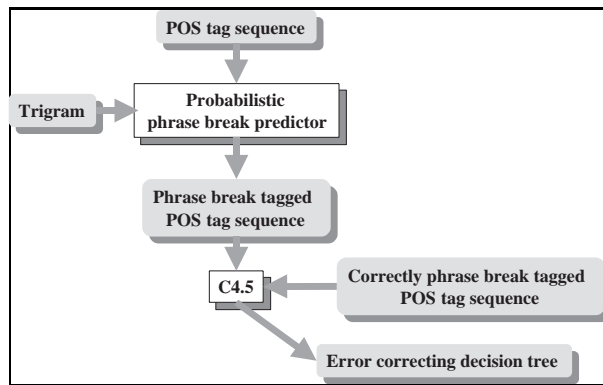 POS tag sequence
Trigram
Probabilistic
phrase break predictor
Phrase break tagged
POS tag sequence
C4.5
Correctly phrase break tagged
POS tag sequence
Error correcting decision tree